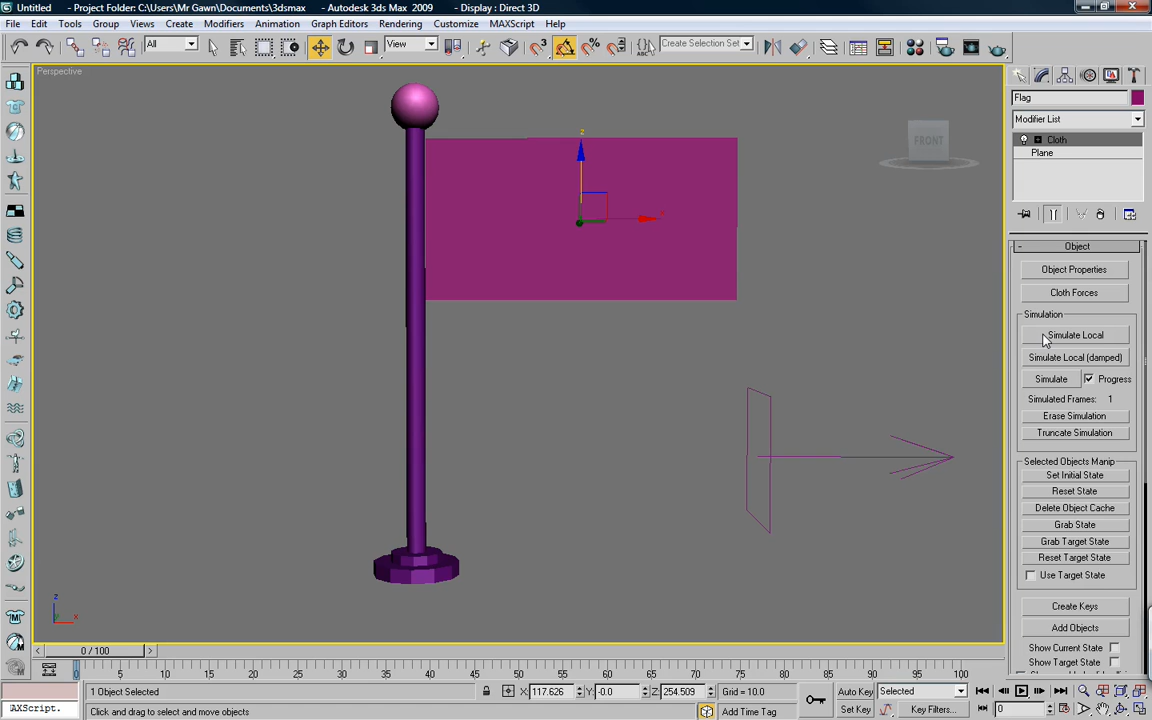 Untitled - Project Folder: C:\Users\Mr Gawn\Documents\3dsmax - Autodesk 3ds Max 2009 - Display : Direct 3D
File Edit Tools Group Views Create Modifiers Animation Graph Editors Rendering Customize MAXScript Help
All View 3 Create Selection Set
Perspective
Flag
Modifier List
FRONT
Cloth
Plane
z
x
- Object
Object Properties
Cloth Forces
Simulation
Simulate Local
Simulate Local (damped)
Simulate Progress
Simulated Frames: 1
Erase Simulation
Truncate Simulation
Selected Objects Manip
Set Initial State
Reset State
Delete Object Cache
Grab State
Grab Target State
Reset Target State
Use Target State
Create Keys
Add Objects
Show Current State
Show Target State
z
x
< 0 / 100 >
0 5 10 15 20 25 30 35 40 45 50 55 60 65 70 75 80 85 90 95 100
1 Object Selected X: 117.626 Y: -0.0 Z: 254.509 Grid = 10.0 Auto Key Selected
Click and drag to select and move objects Add Time Tag Set Key Key Filters... 0